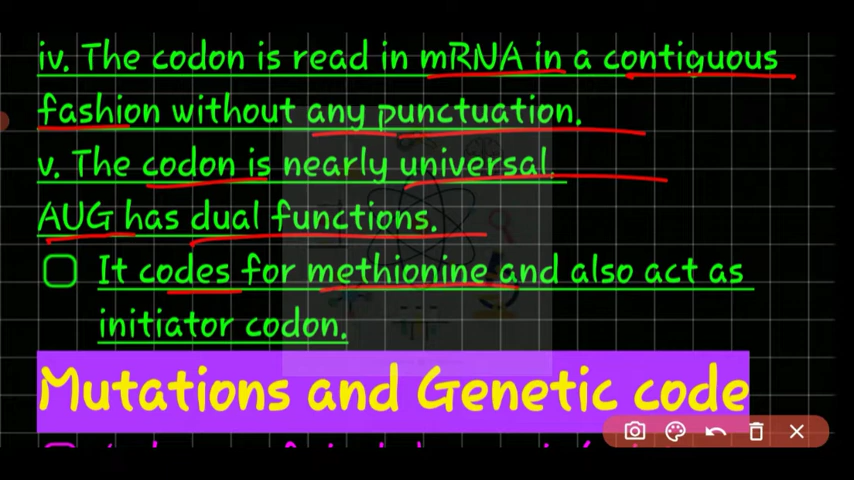 iv. The codon is read in mRNA in a contiguous
fashion without any punctuation.
v. The codon is nearly universal.
AUG has dual functions.
It codes for methionine and also act as
initiator codon.
Mutations and Genetic code